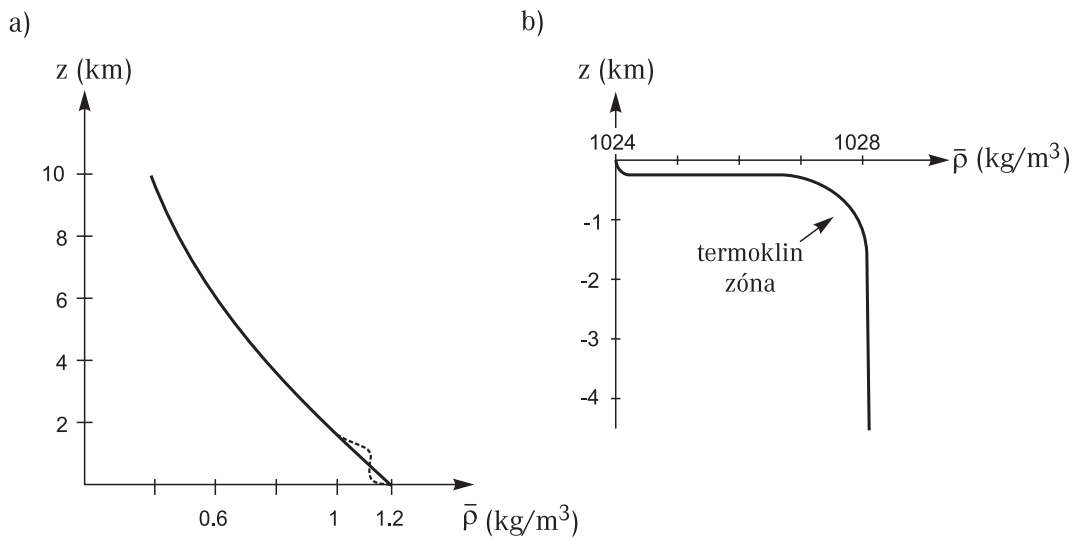 a)
z (km)
10
8
6
4
2
0.6
1
1.2
ρ̄ (kg/m³)
b)
z (km)
1024
1028
ρ̄ (kg/m³)
-1
-2
-3
-4
termoklin
zóna